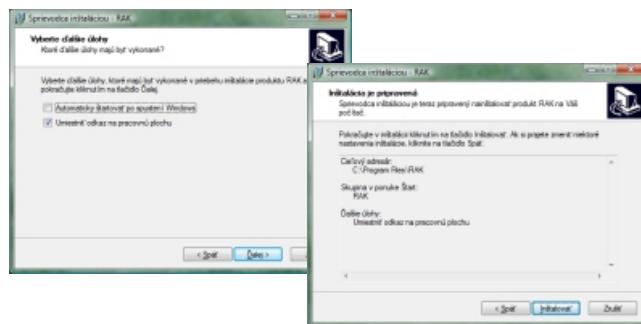 Sprievodca inštaláciou - RAK
Vyberte ďalšie úlohy
Ktoré ďalšie úlohy majú byť vykonané?
Vyberte ďalšie úlohy, ktoré majú byť vykonané v priebehu inštalácie produktu RAK a
pokračujte kliknutím na tlačidlo Ďalej.
Automaticky štartovať po spustení Windows
Umiestniť odkaz na pracovnú plochu
< Späť
Ďalej >
Sprievodca inštaláciou - RAK
Inštalácia je pripravená
Sprievodca inštaláciou je teraz pripravený nainštalovať produkt RAK na Váš
počítač.
Pokračujte v inštalácii kliknutím na tlačidlo Inštalovať. Ak si prajete zmeniť niektoré
nastavenia inštalácie, kliknite na tlačidlo Späť.
Cieľový adresár:
C:\Program Files\RAK
Skupina v ponuke Štart:
RAK
Ďalšie úlohy:
Umiestniť odkaz na pracovnú plochu
< Späť
Inštalovať
Zrušiť